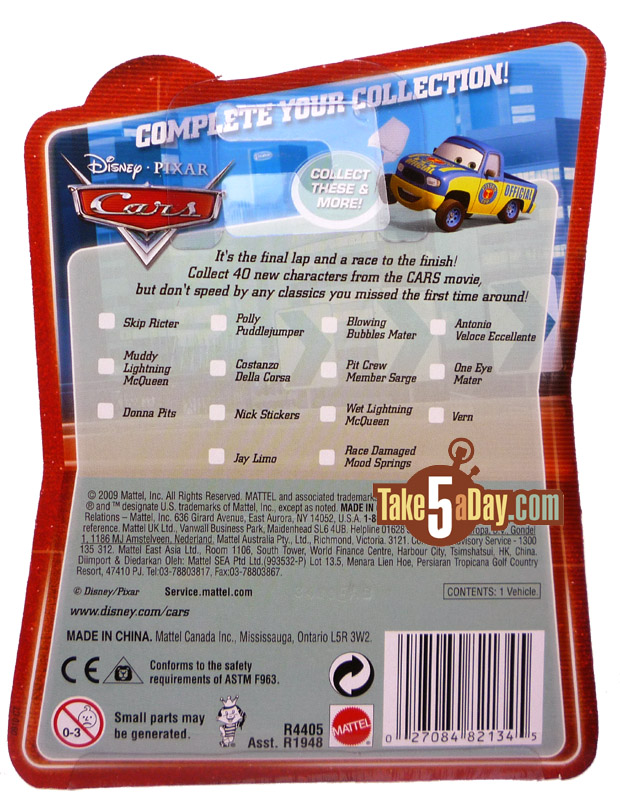 COMPLETE YOUR COLLECTION!
DISNEY · PIXAR
Cars
COLLECT
THESE &
MORE!
OFFICIAL
It's the final lap and a race to the finish!
Collect 40 new characters from the CARS movie,
but don't speed by any classics you missed the first time around!
Skip Ricter
Polly
Puddlejumper
Blowing
Bubbles Mater
Antonio
Veloce Eccellente
Muddy
Lightning
McQueen
Costanzo
Della Corsa
Pit Crew
Member Sarge
One Eye
Mater
Donna Pits
Nick Stickers
Wet Lightning
McQueen
Vern
Jay Limo
Race Damaged
Mood Springs
Take5aDay.com
© 2009 Mattel, Inc. All Rights Reserved. MATTEL and associated trademarks
® and ™ designate U.S. trademarks of Mattel, Inc., except as noted. MADE IN
Relations – Mattel, Inc. 636 Girard Avenue, East Aurora, NY 14052, U.S.A. 1-8
Mattel UK Ltd., Vanwall Business Park, Maidenhead SL6 4UB. Helpline 01628 Gondel
1, 1186 MJ Amstelveen, Nederland. Mattel Australia Pty., Ltd., Richmond, Victoria. 3121. Advisory Service - 1300
135 312. Mattel East Asia Ltd., Room 1106, South Tower, World Finance Centre, Harbour City, Tsimshatsui, HK, China.
Diimport & Diedarkan Oleh: Mattel SEA Ptd Ltd.(993532-P) Lot 13.5, Menara Lien Hoe, Persiaran Tropicana Golf Country
Resort, 47410 PJ. Tel:03-78803817, Fax:03-78803867.
© Disney/Pixar Service.mattel.com
CONTENTS: 1 Vehicle.
www.disney.com/cars
MADE IN CHINA. Mattel Canada Inc., Mississauga, Ontario L5R 3W2.
CE
Conforms to the safety
requirements of ASTM F963.
0-3
Small parts may
be generated.
R4405
Asst. R1948
MATTEL
0 27084 82134 5